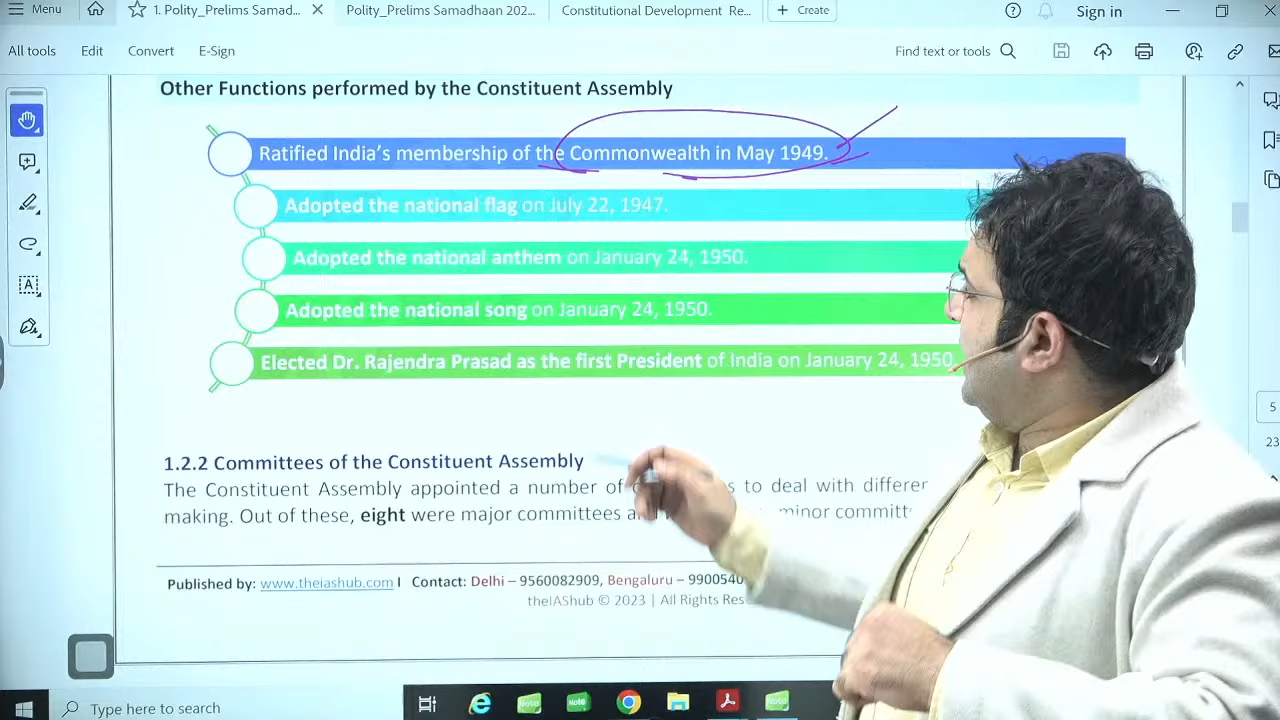 Menu
1. Polity_Prelims Samad...
Polity_Prelims Samadhaan 202...
Constitutional Development Re...
+ Create
Sign in
All tools
Edit
Convert
E-Sign
Find text or tools
Other Functions performed by the Constituent Assembly
Ratified India's membership of the Commonwealth in May 1949.
Adopted the national flag on July 22, 1947.
Adopted the national anthem on January 24, 1950.
Adopted the national song on January 24, 1950.
Elected Dr. Rajendra Prasad as the first President of India on January 24, 1950.
5
23
1.2.2 Committees of the Constituent Assembly
The Constituent Assembly appointed a number of to deal with
making. Out of these, eight were major committees minor
Published by: www.theiashub.com I Contact: Delhi – 9560082909, Bengaluru –
theIAShub © 2023 | All Rights
Type here to search
Note
Note
Note